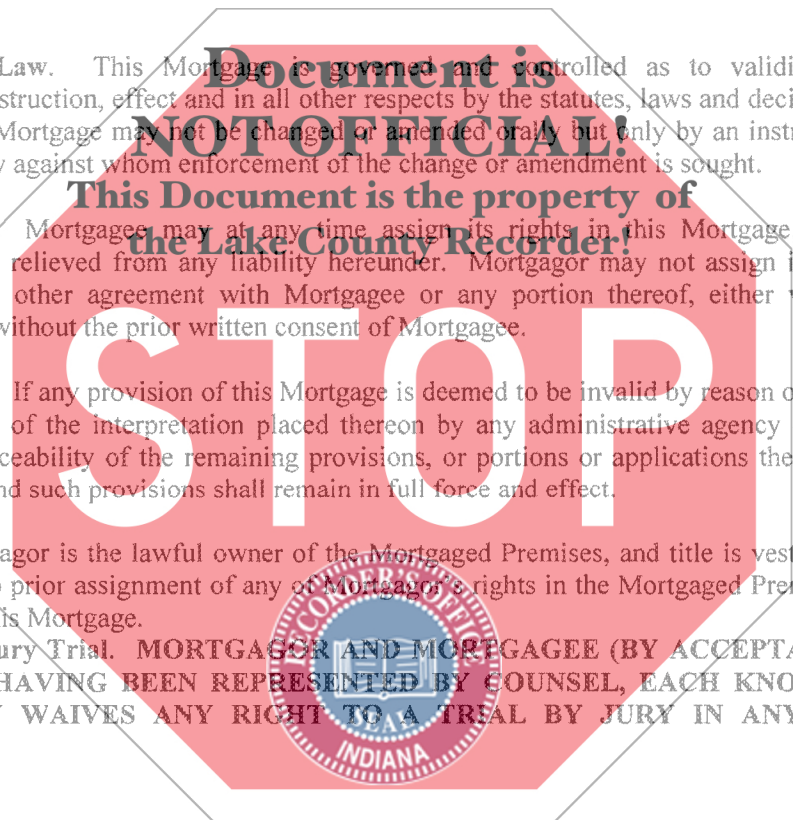 Document is
Law. This Mortgage is governed and controlled as to validi
struction, effect and in all other respects by the statutes, laws and deci
NOT OFFICIAL!
Mortgage may not be changed or amended orally but only by an instr
y against whom enforcement of the change or amendment is sought.
This Document is the property of
Mortgagee may at any time assign its rights in this Mortgage
the Lake County Recorder!
relieved from any liability hereunder. Mortgagor may not assign i
other agreement with Mortgagee or any portion thereof, either v
without the prior written consent of Mortgagee.
STOP
If any provision of this Mortgage is deemed to be invalid by reason o
of the interpretation placed thereon by any administrative agency
ceability of the remaining provisions, or portions or applications the
nd such provisions shall remain in full force and effect.
agor is the lawful owner of the Mortgaged Premises, and title is vest
o prior assignment of any of Mortgagor's rights in the Mortgaged Prem
is Mortgage.
RECORDER'S OFFICE
ury Trial. MORTGAGOR AND MORTGAGEE (BY ACCEPTA
HAVING BEEN REPRESENTED BY COUNSEL, EACH KNO
Y WAIVES ANY RIGHT TO A TRIAL BY JURY IN ANY
SEAL
INDIANA